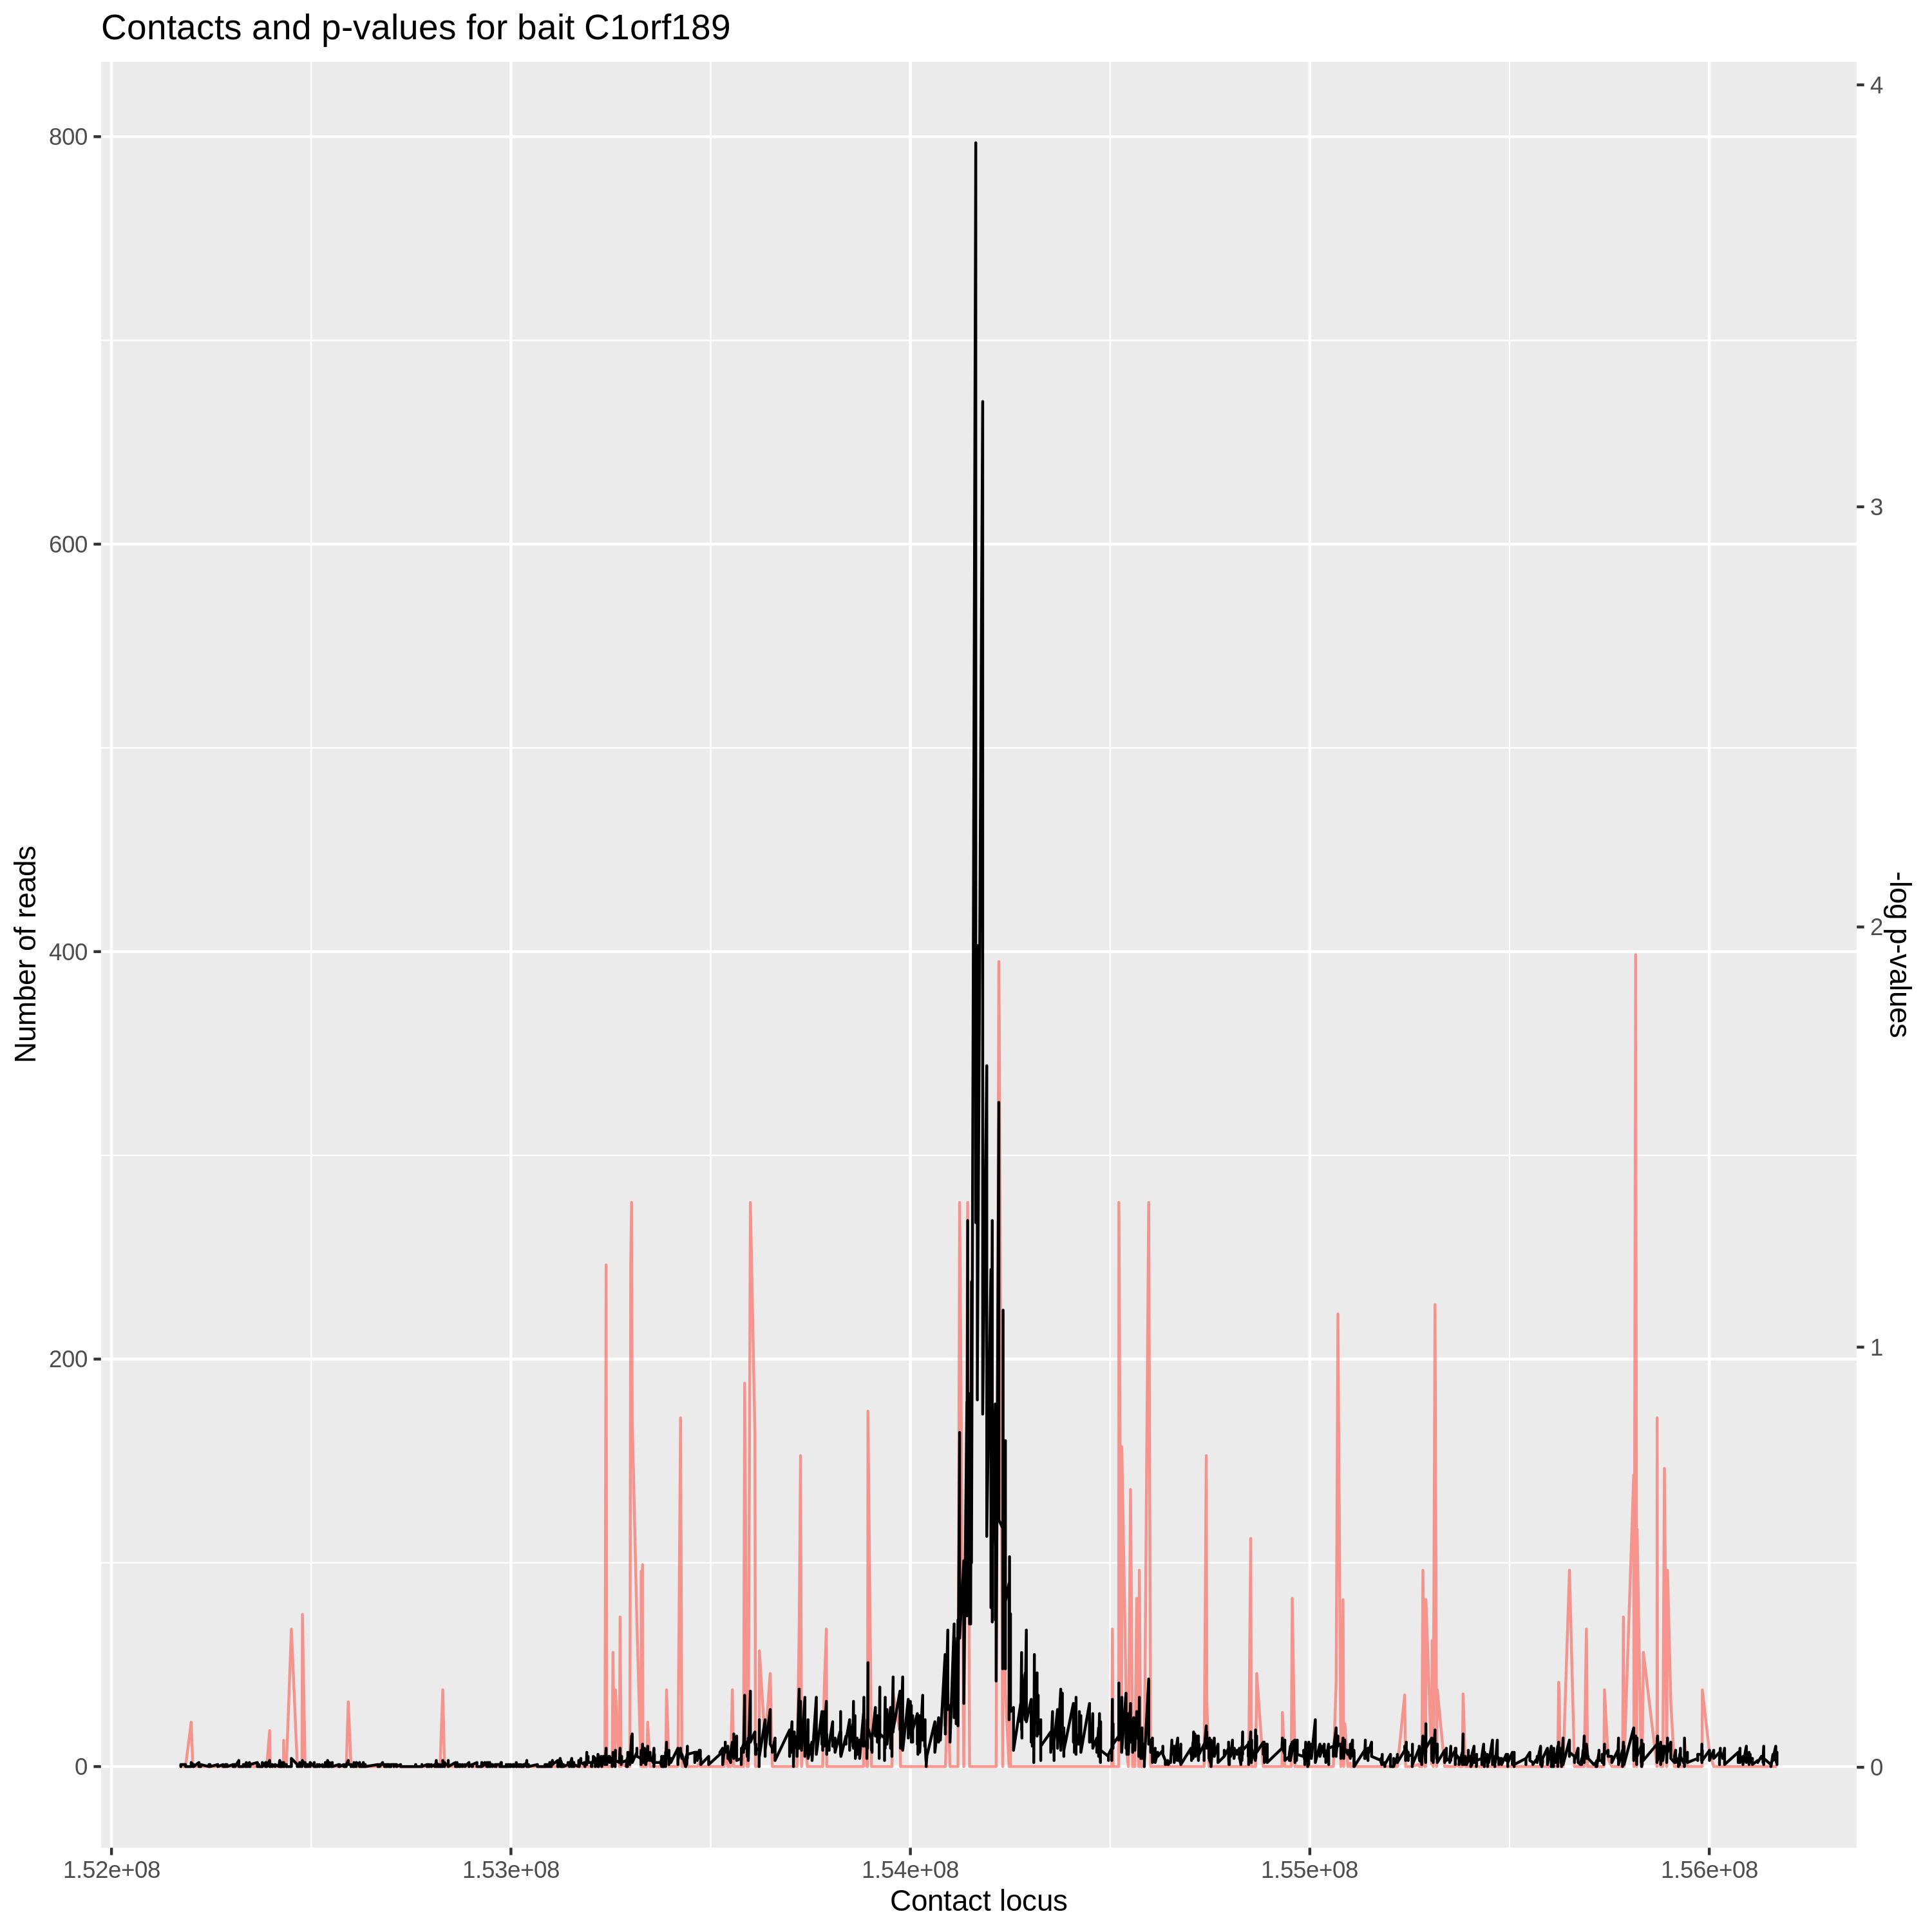 Contacts and p-values for bait C1orf189
800
600
400
200
0
Number of reads
4
3
2
1
0
-log p-values
1.52e+08
1.53e+08
1.54e+08
1.55e+08
1.56e+08
Contact locus